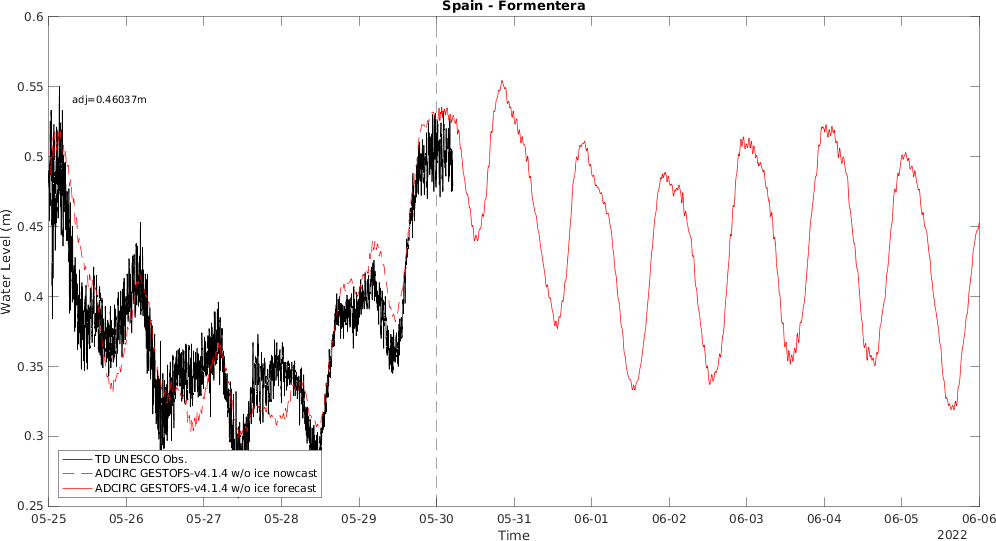 Spain - Formentera
0.6
0.55
0.5
0.45
0.4
0.35
0.3
0.25
Water Level (m)
adj=0.46037m
TD UNESCO Obs.
ADCIRC GESTOFS-v4.1.4 w/o ice nowcast
ADCIRC GESTOFS-v4.1.4 w/o ice forecast
05-25 05-26 05-27 05-28 05-29 05-30 05-31 06-01 06-02 06-03 06-04 06-05 06-06
Time
2022